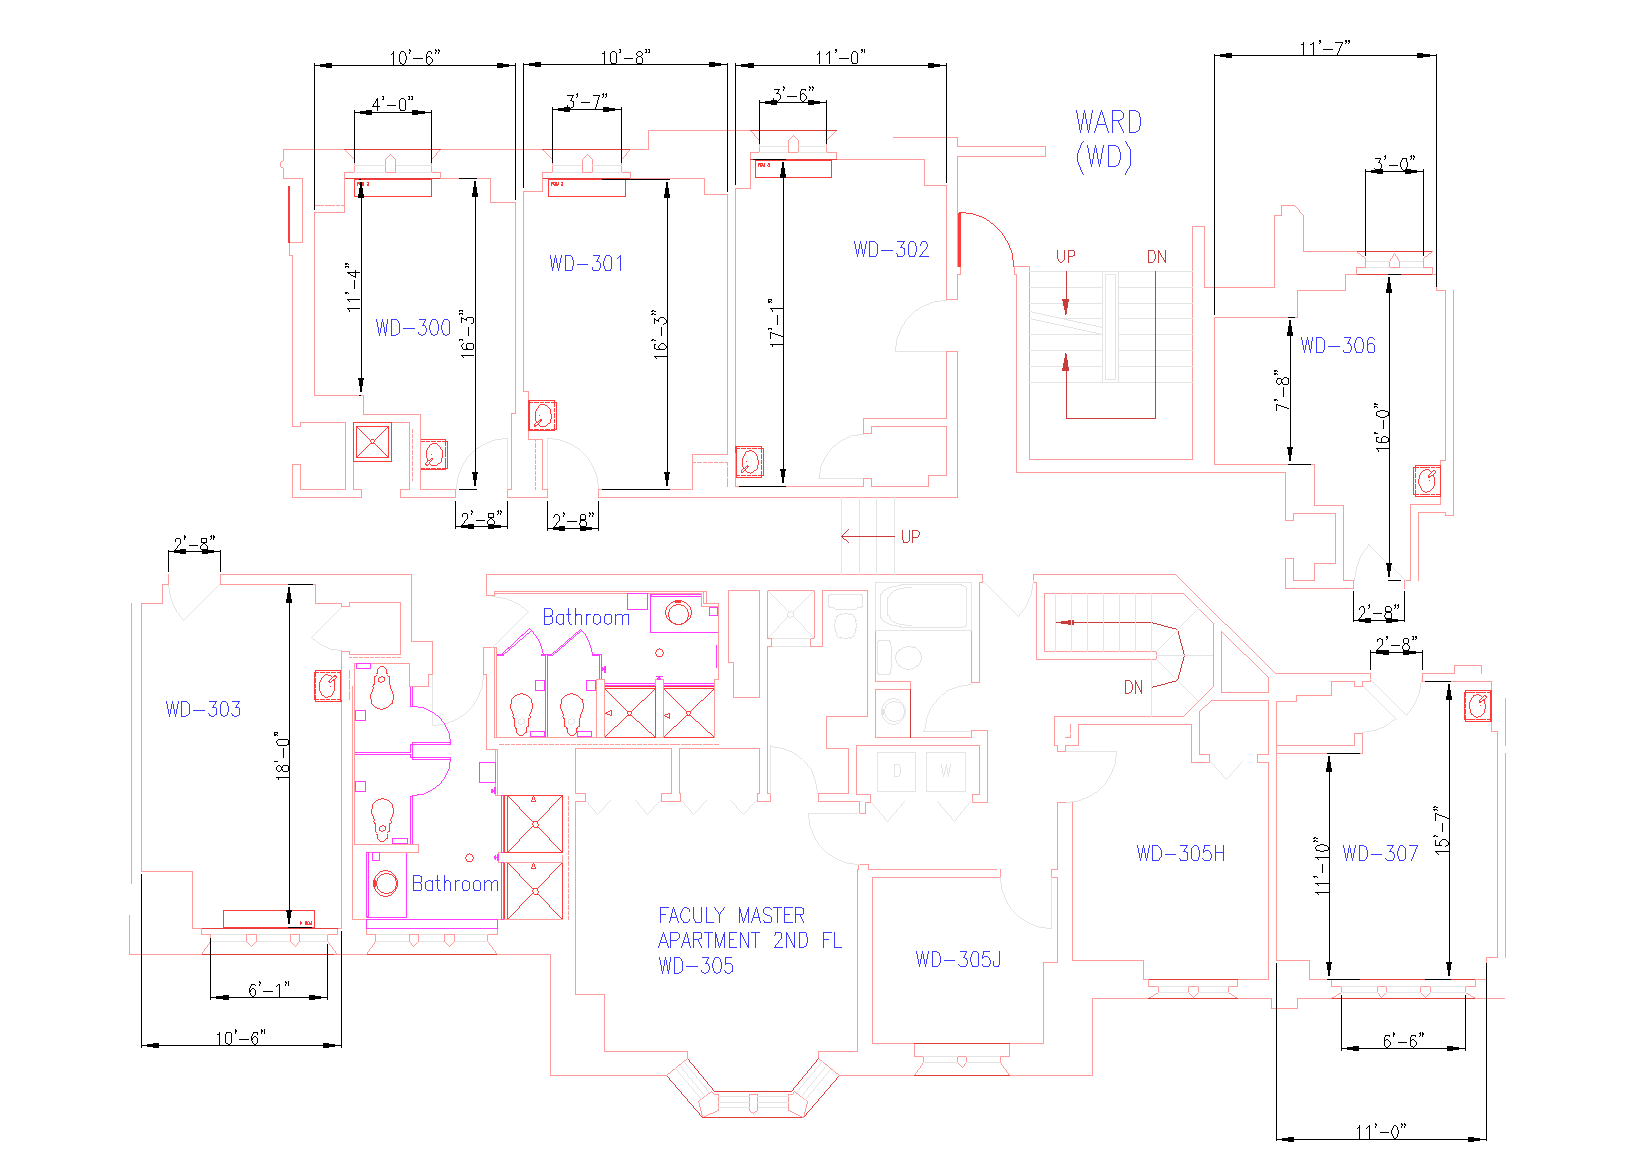 10'-6"
10'-8"
11'-0"
11'-7"
4'-0"
3'-7"
3'-6"
WARD
(WD)
3'-0"
WD-301
WD-302
UP
DN
11'-4"
WD-300
16'-3"
16'-3"
17'-1"
WD-306
7'-8"
16'-0"
2'-8"
2'-8"
UP
2'-8"
2'-8"
Bathroom
2'-8"
DN
WD-303
18'-0"
D
W
WD-305H
WD-307
11'-10"
15'-7"
Bathroom
FACULY MASTER
APARTMENT 2ND FL
WD-305
WD-305J
6'-1"
10'-6"
6'-6"
11'-0"